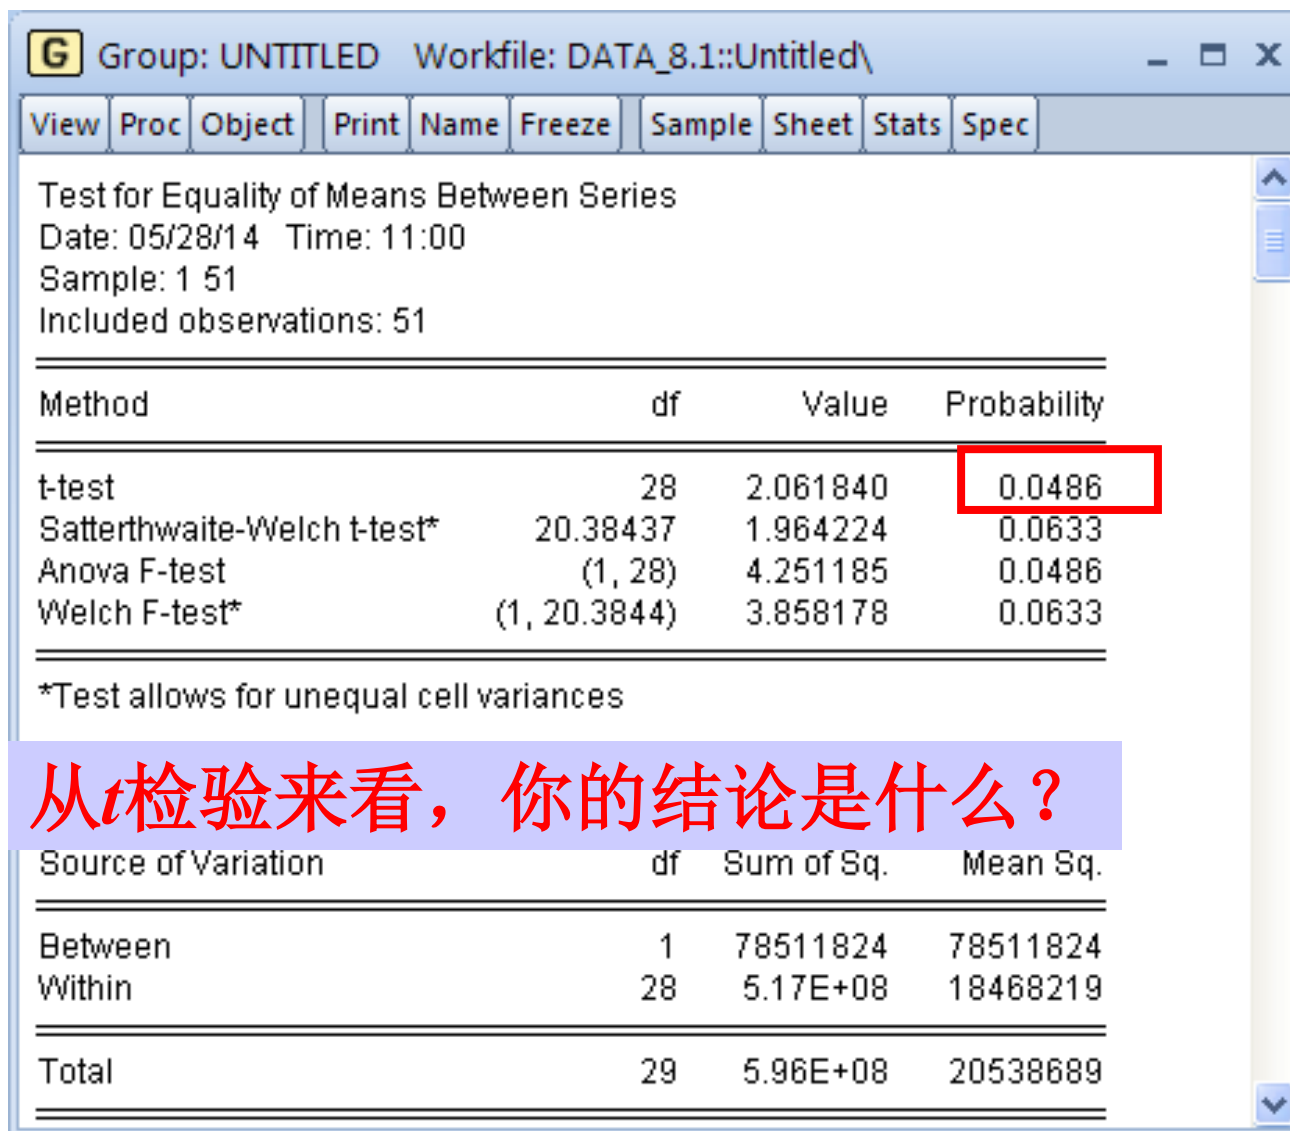 G Group: UNTITLED Workfile: DATA_8.1::Untitled\
View Proc Object Print Name Freeze Sample Sheet Stats Spec
Test for Equality of Means Between Series
Date: 05/28/14 Time: 11:00
Sample: 1 51
Included observations: 51
Method df Value Probability
t-test 28 2.061840 0.0486
Satterthwaite-Welch t-test* 20.38437 1.964224 0.0633
Anova F-test (1, 28) 4.251185 0.0486
Welch F-test* (1, 20.3844) 3.858178 0.0633
*Test allows for unequal cell variances
从t检验来看，你的结论是什么？
Source of Variation df Sum of Sq. Mean Sq.
Between 1 78511824 78511824
Within 28 5.17E+08 18468219
Total 29 5.96E+08 20538689